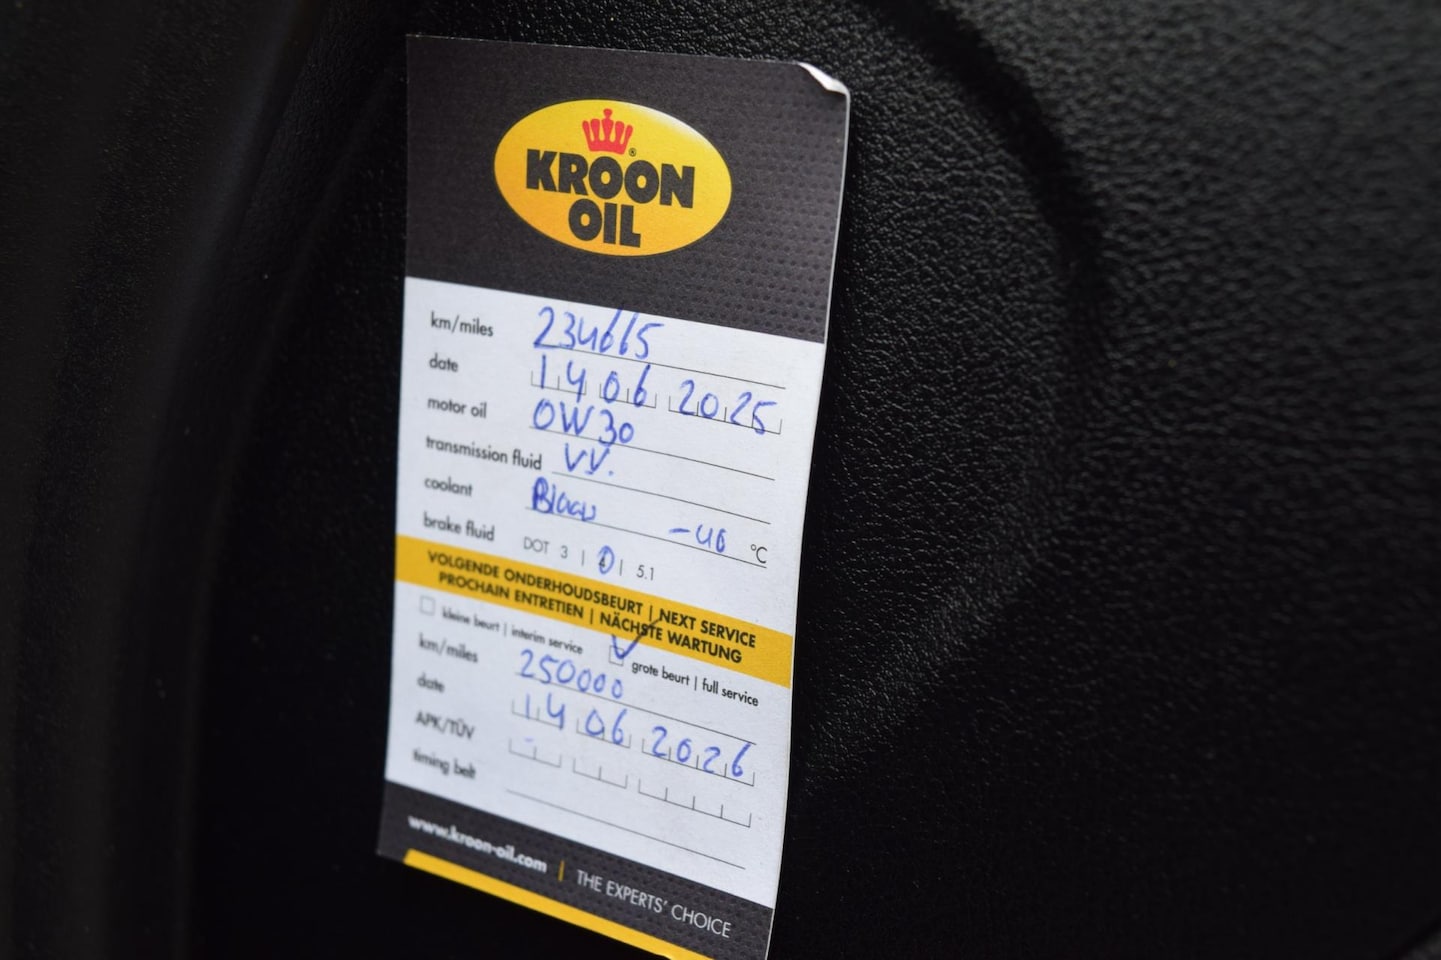 KROON
OIL
km/miles 234665
date 14 06 2025
motor oil 0W30
transmission fluid VV.
coolant Blauw -40 °C
brake fluid DOT 3 | 4 | 5.1
VOLGENDE ONDERHOUDSBEURT | NEXT SERVICE
PROCHAIN ENTRETIEN | NÄCHSTE WARTUNG
kleine beurt | interim service ✓ grote beurt | full service
km/miles 250000
date 14 06 2026
APK/TÜV -
timing belt
www.kroon-oil.com | THE EXPERTS' CHOICE